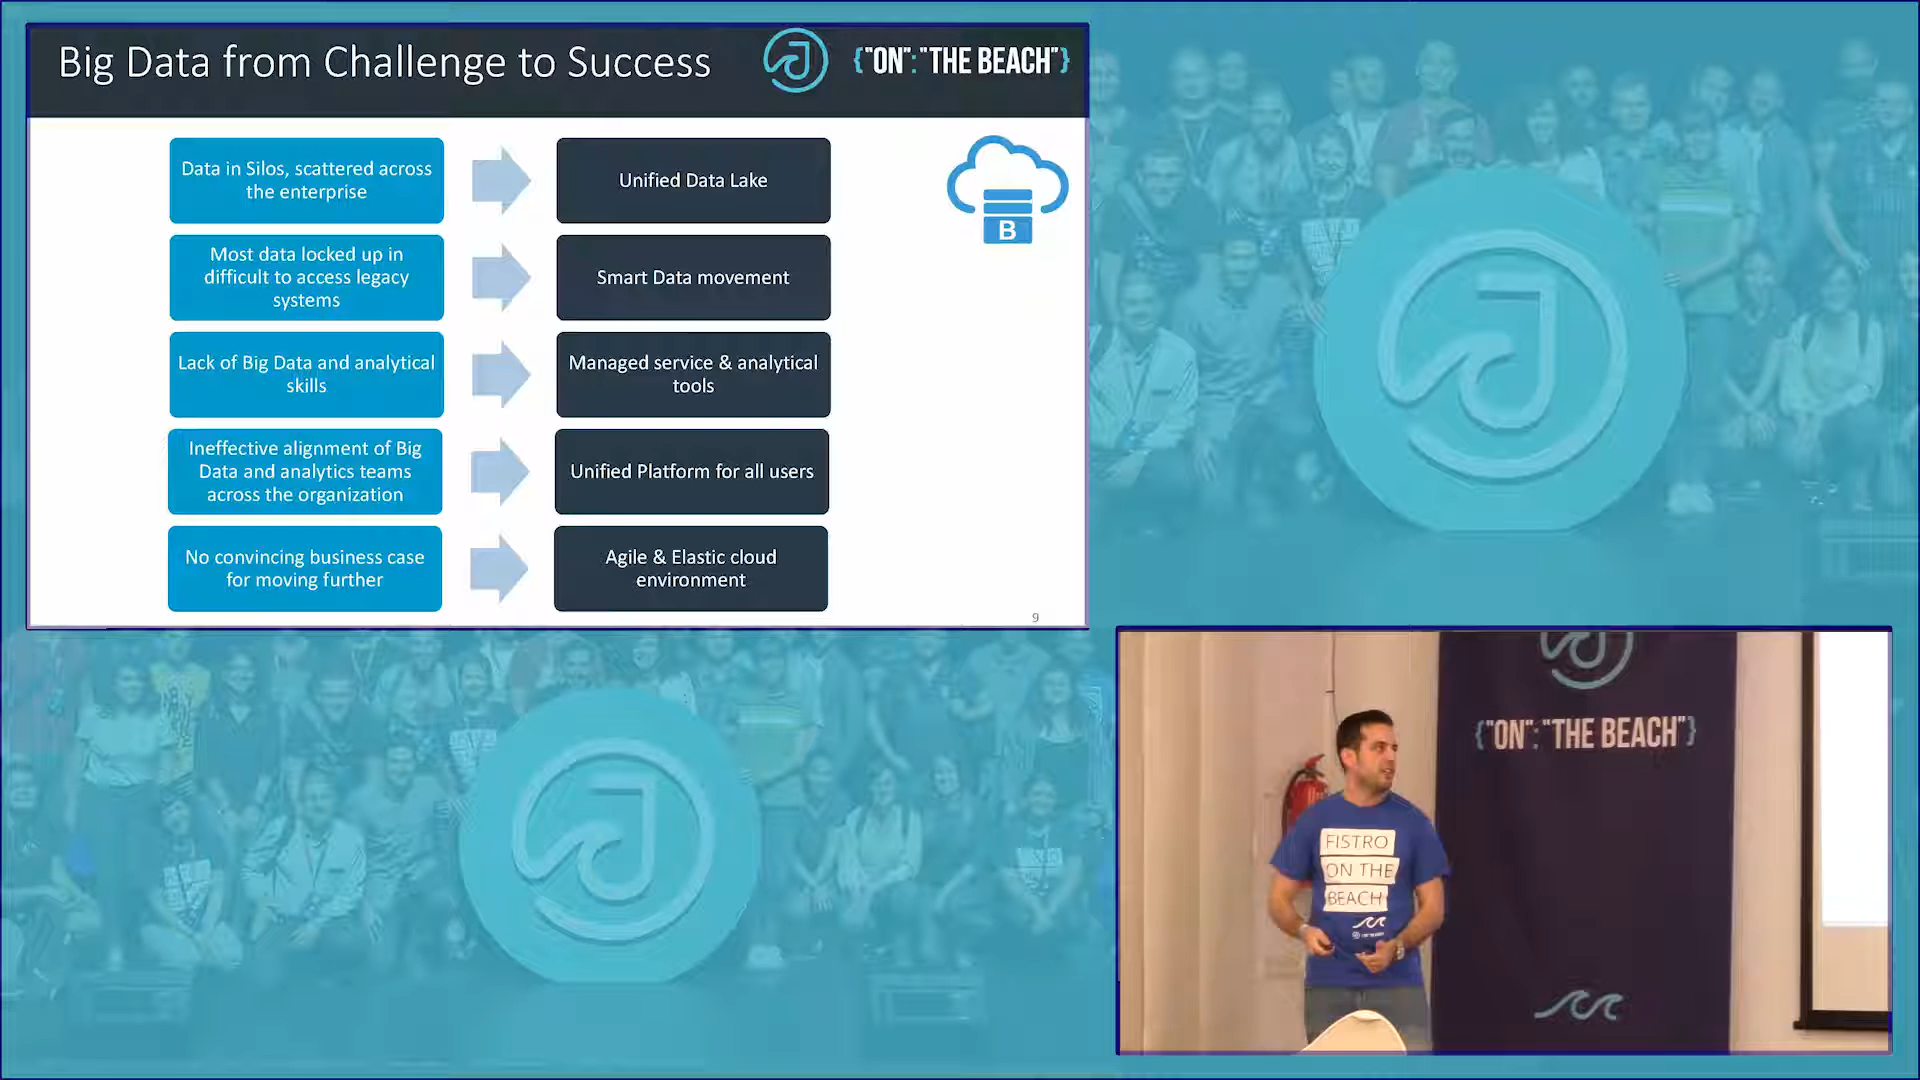 Big Data from Challenge to Success
{"ON":"THE BEACH"}
Data in Silos, scattered across
the enterprise
Unified Data Lake
B
Most data locked up in
difficult to access legacy
systems
Smart Data movement
Lack of Big Data and analytical
skills
Managed service & analytical
tools
Ineffective alignment of Big
Data and analytics teams
across the organization
Unified Platform for all users
No convincing business case
for moving further
Agile & Elastic cloud
environment
9
{"ON":"THE BEACH"}
FISTRO
ON THE
BEACH